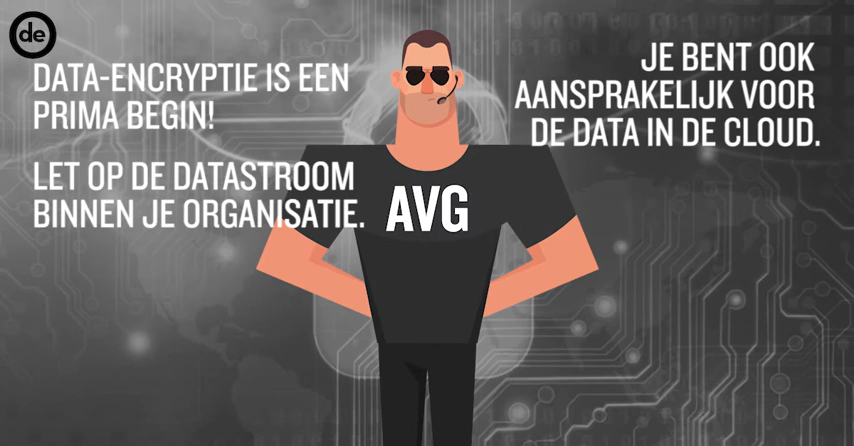 de
DATA-ENCRYPTIE IS EEN
PRIMA BEGIN!
LET OP DE DATASTROOM
BINNEN JE ORGANISATIE.
AVG
JE BENT OOK
AANSPRAKELIJK VOOR
DE DATA IN DE CLOUD.